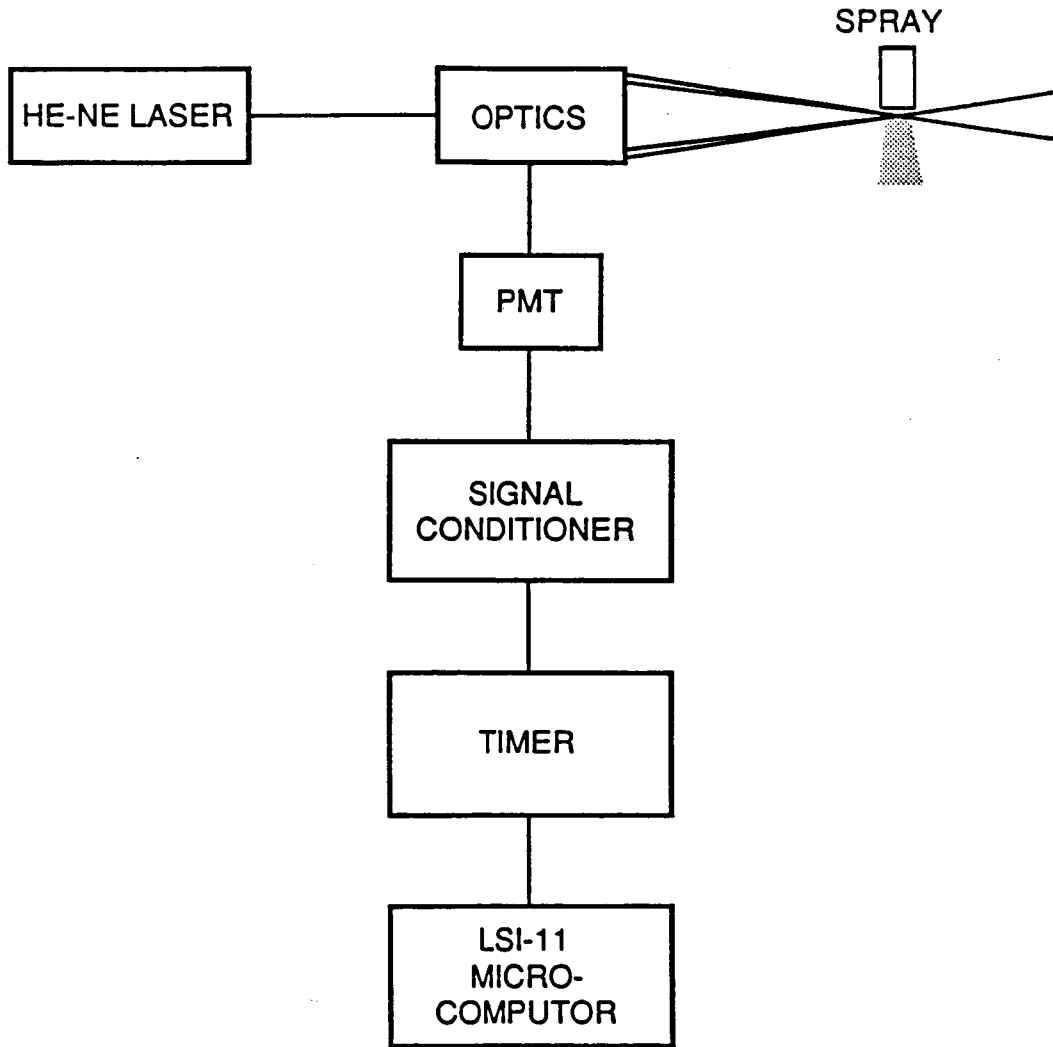 SPRAY
HE-NE LASER
OPTICS
PMT
SIGNAL
CONDITIONER
TIMER
LSI-11
MICRO-
COMPUTOR